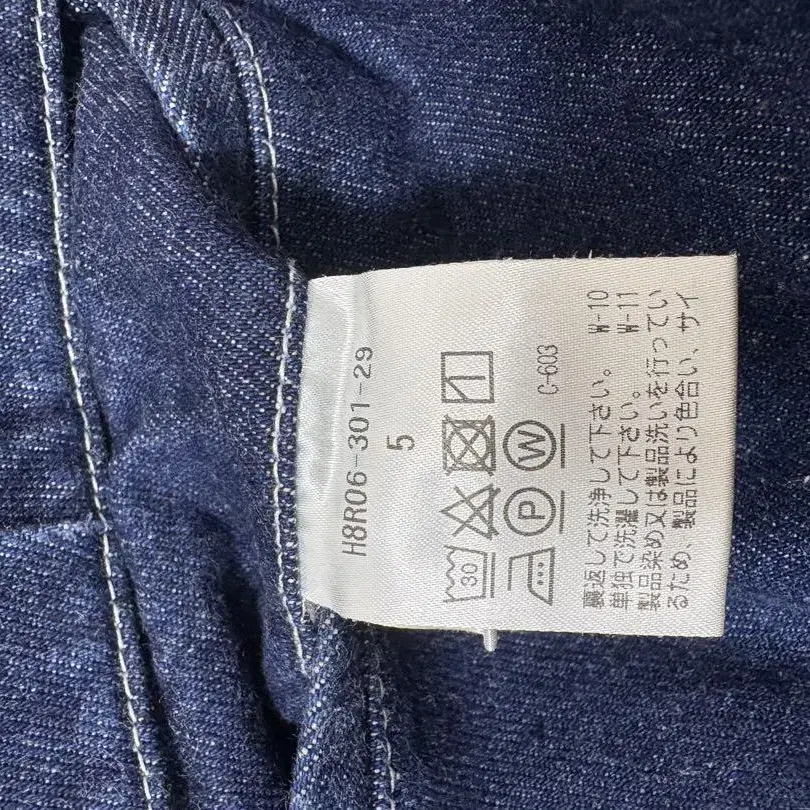 H8R06-301-29
5
30
P W
C-603
裏返して洗浄して下さい。 W-10
単独で洗濯して下さい。 W-11
製品染め又は製品洗いを行ってい
るため、製品により色合い、サイ